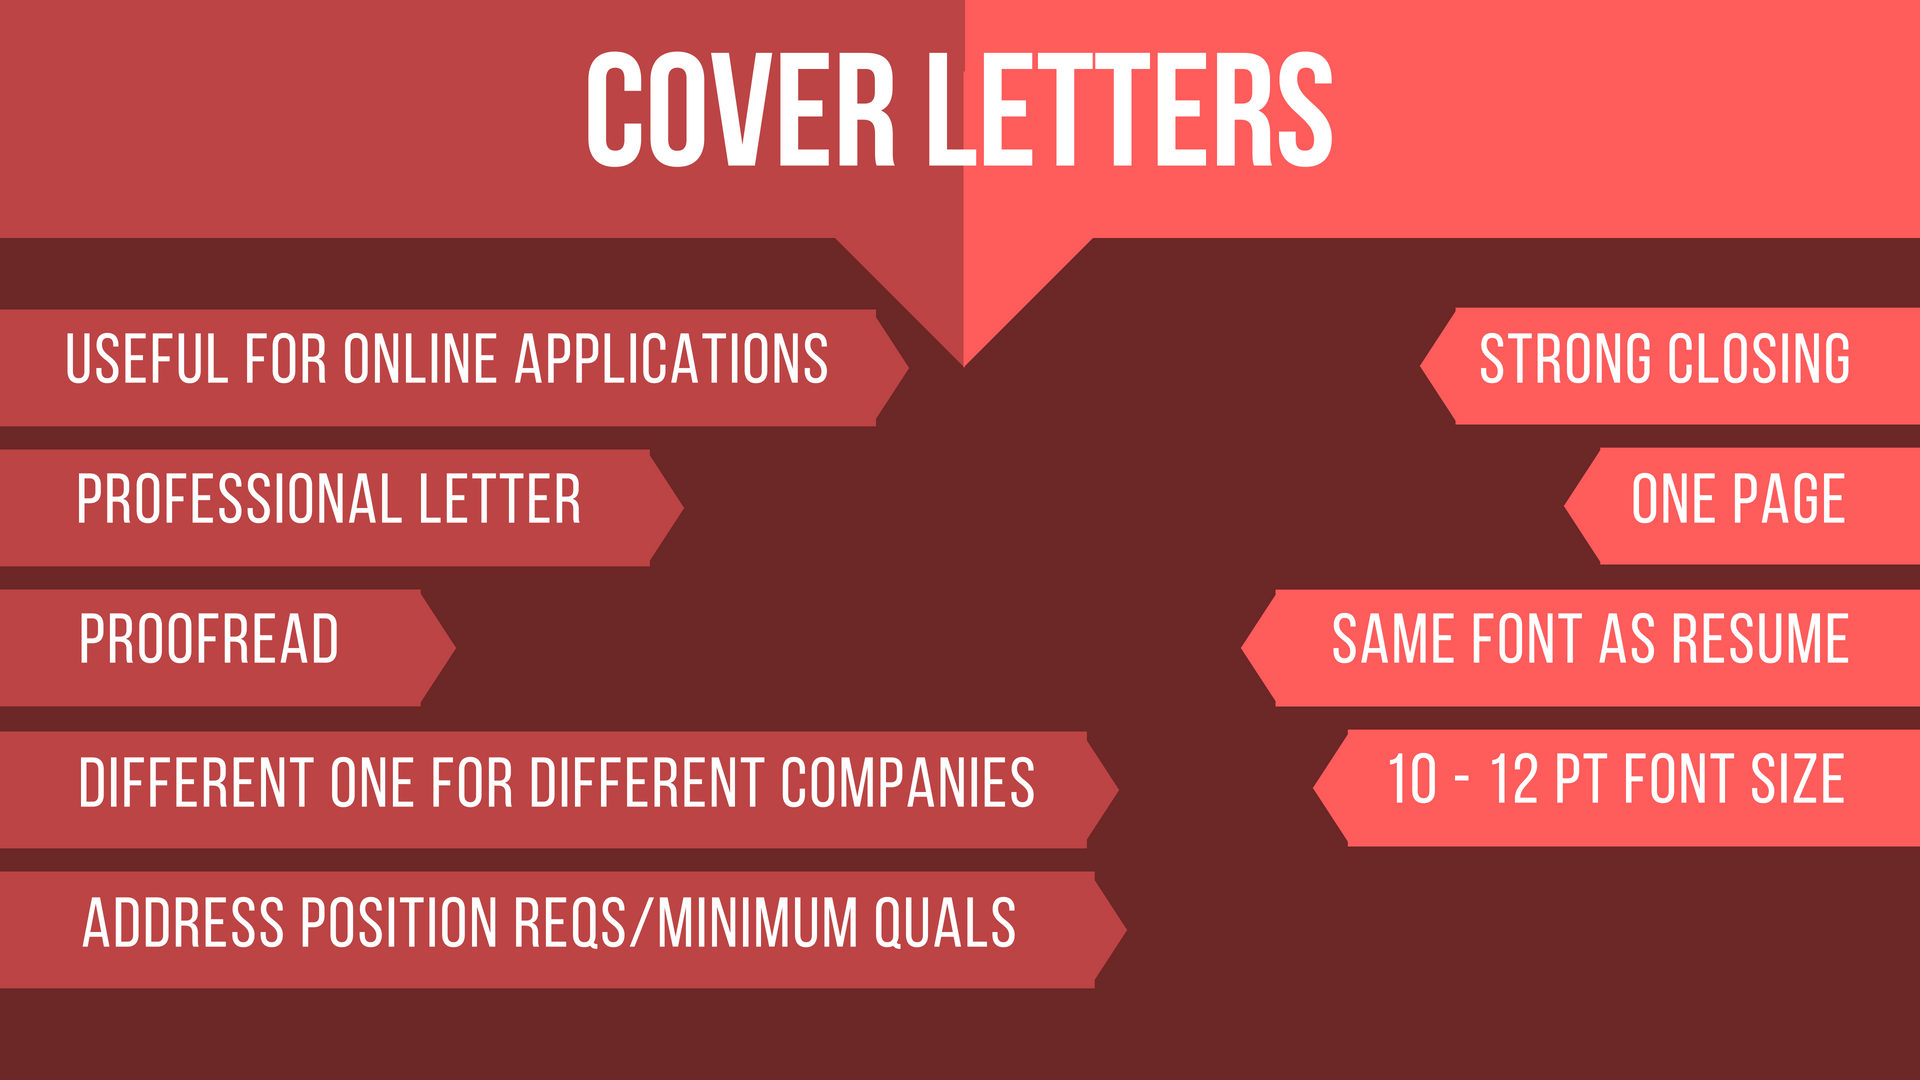 COVER LETTERS
USEFUL FOR ONLINE APPLICATIONS
PROFESSIONAL LETTER
PROOFREAD
DIFFERENT ONE FOR DIFFERENT COMPANIES
ADDRESS POSITION REQS/MINIMUM QUALS
STRONG CLOSING
ONE PAGE
SAME FONT AS RESUME
10 - 12 PT FONT SIZE